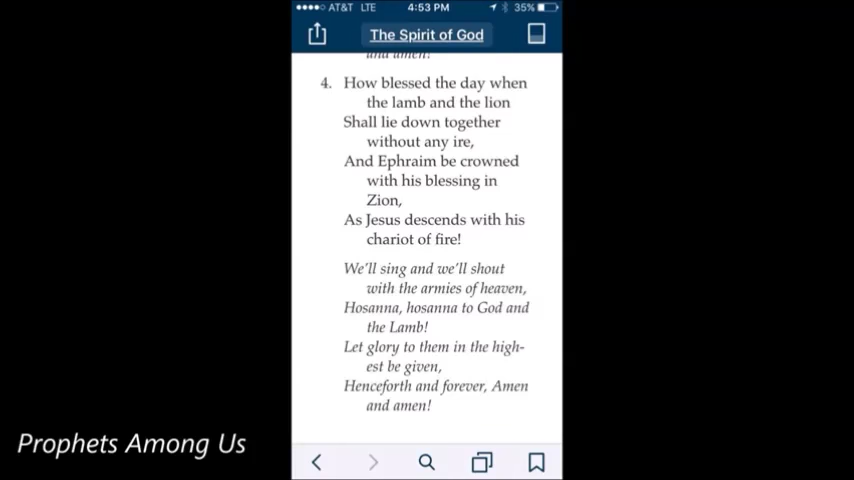 AT&T LTE 4:53 PM 35%
The Spirit of God
and amen!
4. How blessed the day when
the lamb and the lion
Shall lie down together
without any ire,
And Ephraim be crowned
with his blessing in
Zion,
As Jesus descends with his
chariot of fire!
We'll sing and we'll shout
with the armies of heaven,
Hosanna, hosanna to God and
the Lamb!
Let glory to them in the high-
est be given,
Henceforth and forever, Amen
and amen!
Prophets Among Us